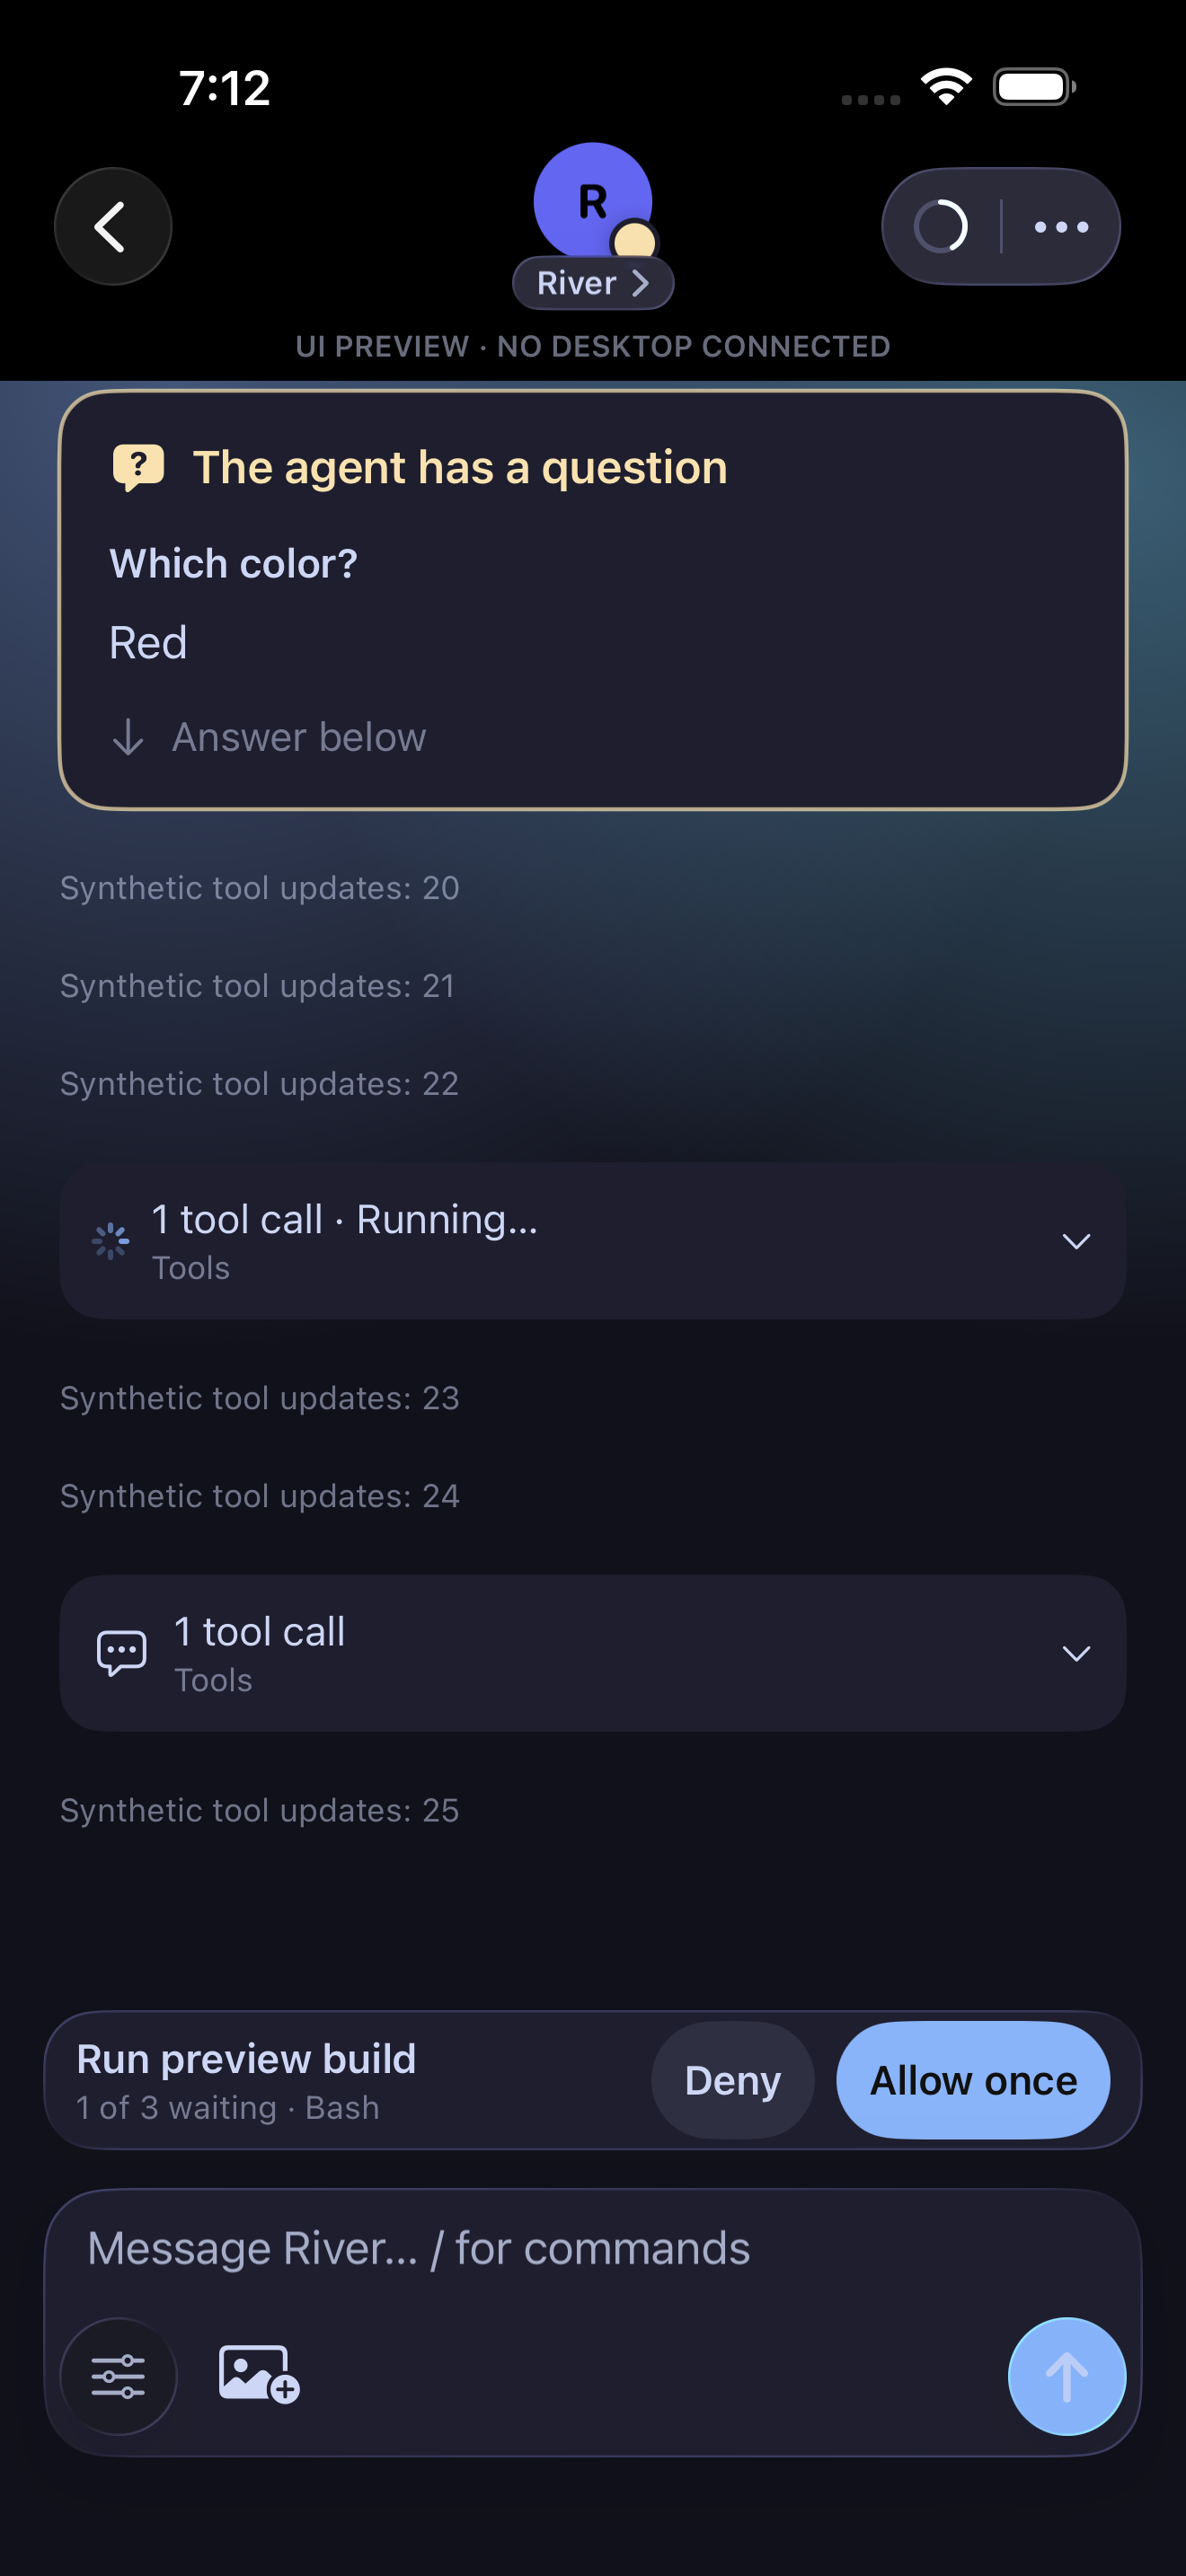 7:12
R
River
UI PREVIEW · NO DESKTOP CONNECTED
The agent has a question
Which color?
Red
Answer below
Synthetic tool updates: 20
Synthetic tool updates: 21
Synthetic tool updates: 22
1 tool call · Running...
Tools
Synthetic tool updates: 23
Synthetic tool updates: 24
1 tool call
Tools
Synthetic tool updates: 25
Run preview build
1 of 3 waiting · Bash
Deny
Allow once
Message River... / for commands